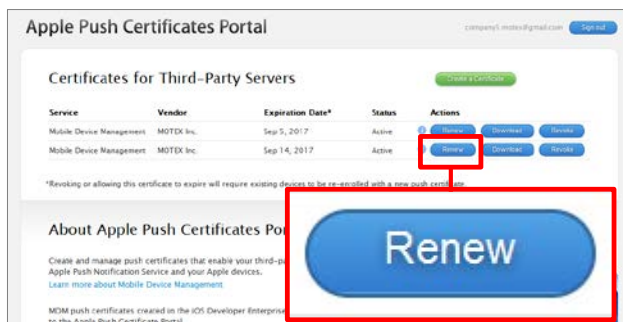 Apple Push Certificates Portal
company1.motex@gmail.com Sign out
Certificates for Third-Party Servers
Create a Certificate
Service Vendor Expiration Date* Status Actions
Mobile Device Management MOTEX Inc. Sep 5, 2017 Active Renew Download Revoke
Mobile Device Management MOTEX Inc. Sep 14, 2017 Active Renew Download Revoke
*Revoking or allowing this certificate to expire will require existing devices to be re-enrolled with a new push certificate.
Renew
About Apple Push Certificates Po
Create and manage push certificates that enable your third-pa
Apple Push Notification Service and your Apple devices.
Learn more about Mobile Device Management
MDM push certificates created in the iOS Developer Enterprise
to the Apple Push Certificate Portal